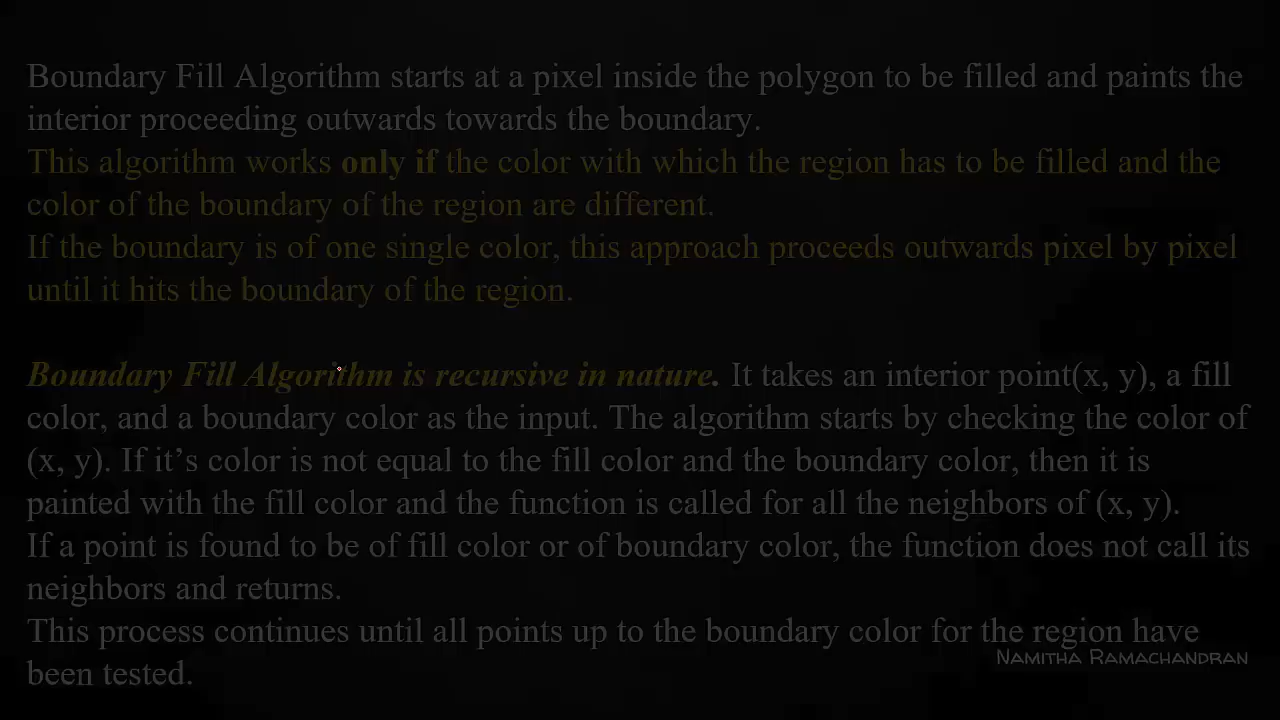 Boundary Fill Algorithm starts at a pixel inside the polygon to be filled and paints the
interior proceeding outwards towards the boundary.
This algorithm works only if the color with which the region has to be filled and the
color of the boundary of the region are different.
If the boundary is of one single color, this approach proceeds outwards pixel by pixel
until it hits the boundary of the region.
Boundary Fill Algorithm is recursive in nature. It takes an interior point(x, y), a fill
color, and a boundary color as the input. The algorithm starts by checking the color of
(x, y). If it’s color is not equal to the fill color and the boundary color, then it is
painted with the fill color and the function is called for all the neighbors of (x, y).
If a point is found to be of fill color or of boundary color, the function does not call its
neighbors and returns.
This process continues until all points up to the boundary color for the region have
been tested.
Namitha Ramachandran